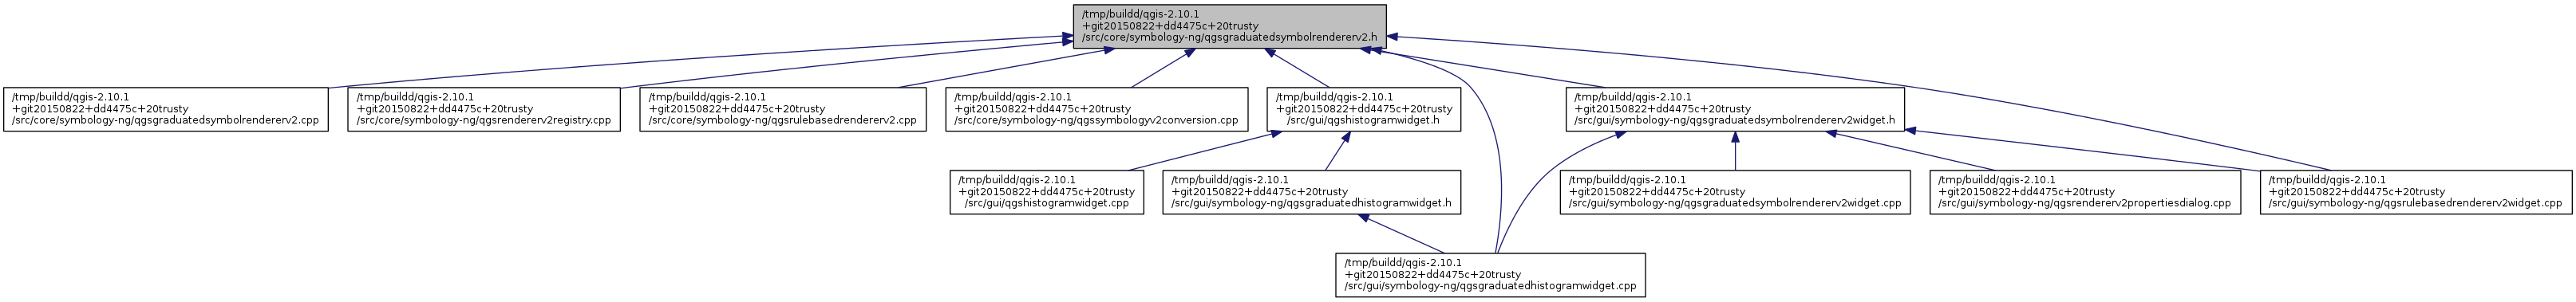 /tmp/buildd/qgis-2.10.1
+git20150822+dd4475c+20trusty
/src/core/symbology-ng/qgsgraduatedsymbolrendererv2.h
/tmp/buildd/qgis-2.10.1
+git20150822+dd4475c+20trusty
/src/core/symbology-ng/qgsgraduatedsymbolrendererv2.cpp
/tmp/buildd/qgis-2.10.1
+git20150822+dd4475c+20trusty
/src/core/symbology-ng/qgsrendererv2registry.cpp
/tmp/buildd/qgis-2.10.1
+git20150822+dd4475c+20trusty
/src/core/symbology-ng/qgsrulebasedrendererv2.cpp
/tmp/buildd/qgis-2.10.1
+git20150822+dd4475c+20trusty
/src/core/symbology-ng/qgssymbologyv2conversion.cpp
/tmp/buildd/qgis-2.10.1
+git20150822+dd4475c+20trusty
/src/gui/qgshistogramwidget.h
/tmp/buildd/qgis-2.10.1
+git20150822+dd4475c+20trusty
/src/gui/symbology-ng/qgsgraduatedsymbolrendererv2widget.h
/tmp/buildd/qgis-2.10.1
+git20150822+dd4475c+20trusty
/src/gui/qgshistogramwidget.cpp
/tmp/buildd/qgis-2.10.1
+git20150822+dd4475c+20trusty
/src/gui/symbology-ng/qgsgraduatedhistogramwidget.h
/tmp/buildd/qgis-2.10.1
+git20150822+dd4475c+20trusty
/src/gui/symbology-ng/qgsgraduatedsymbolrendererv2widget.cpp
/tmp/buildd/qgis-2.10.1
+git20150822+dd4475c+20trusty
/src/gui/symbology-ng/qgsrendererv2propertiesdialog.cpp
/tmp/buildd/qgis-2.10.1
+git20150822+dd4475c+20trusty
/src/gui/symbology-ng/qgsrulebasedrendererv2widget.cpp
/tmp/buildd/qgis-2.10.1
+git20150822+dd4475c+20trusty
/src/gui/symbology-ng/qgsgraduatedhistogramwidget.cpp